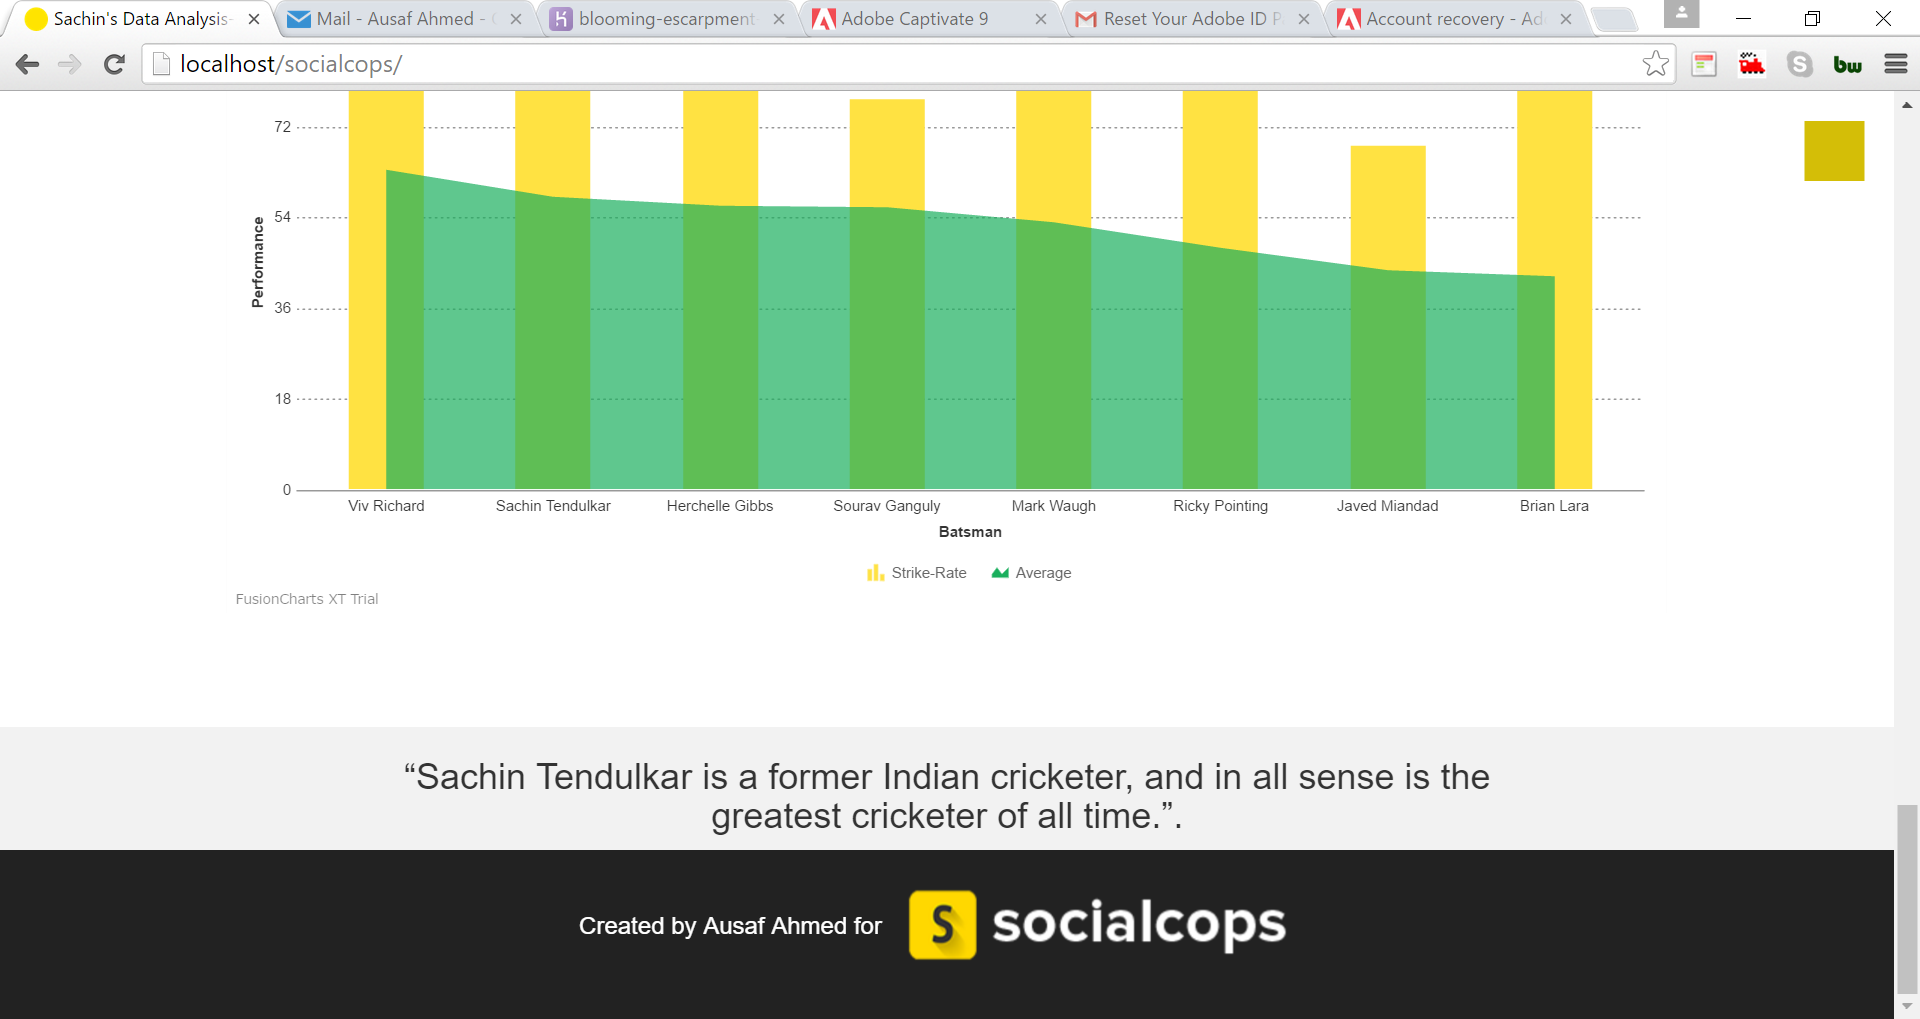 Sachin's Data Analysis-
Mail - Ausaf Ahmed -
blooming-escarpment
Adobe Captivate 9
Reset Your Adobe ID P
Account recovery - Ad
localhost/socialcops/
S
bw
72
54
36
18
0
Performance
Viv Richard Sachin Tendulkar Herchelle Gibbs Sourav Ganguly Mark Waugh Ricky Pointing Javed Miandad Brian Lara
Batsman
Strike-Rate Average
FusionCharts XT Trial
“Sachin Tendulkar is a former Indian cricketer, and in all sense is the
greatest cricketer of all time.”.
Created by Ausaf Ahmed for S socialcops